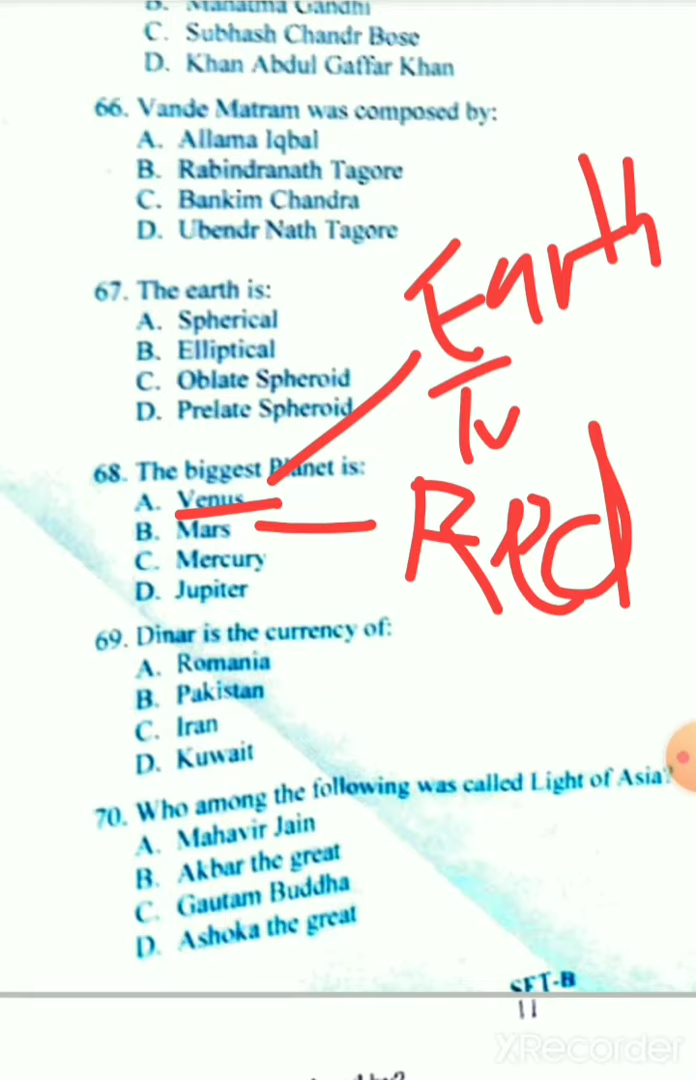 B. Mahatma Gandhi
C. Subhash Chandr Bose
D. Khan Abdul Gaffar Khan
66. Vande Matram was composed by:
A. Allama Iqbal
B. Rabindranath Tagore
C. Bankim Chandra
D. Ubendr Nath Tagore
67. The earth is:
A. Spherical
B. Elliptical
C. Oblate Spheroid
D. Prelate Spheroid
Earth
68. The biggest Planet is:
A. Venus
B. Mars
C. Mercury
D. Jupiter
Red
69. Dinar is the currency of:
A. Romania
B. Pakistan
C. Iran
D. Kuwait
70. Who among the following was called Light of Asia?
A. Mahavir Jain
B. Akbar the great
C. Gautam Buddha
D. Ashoka the great
SET-B
11
XRecorder